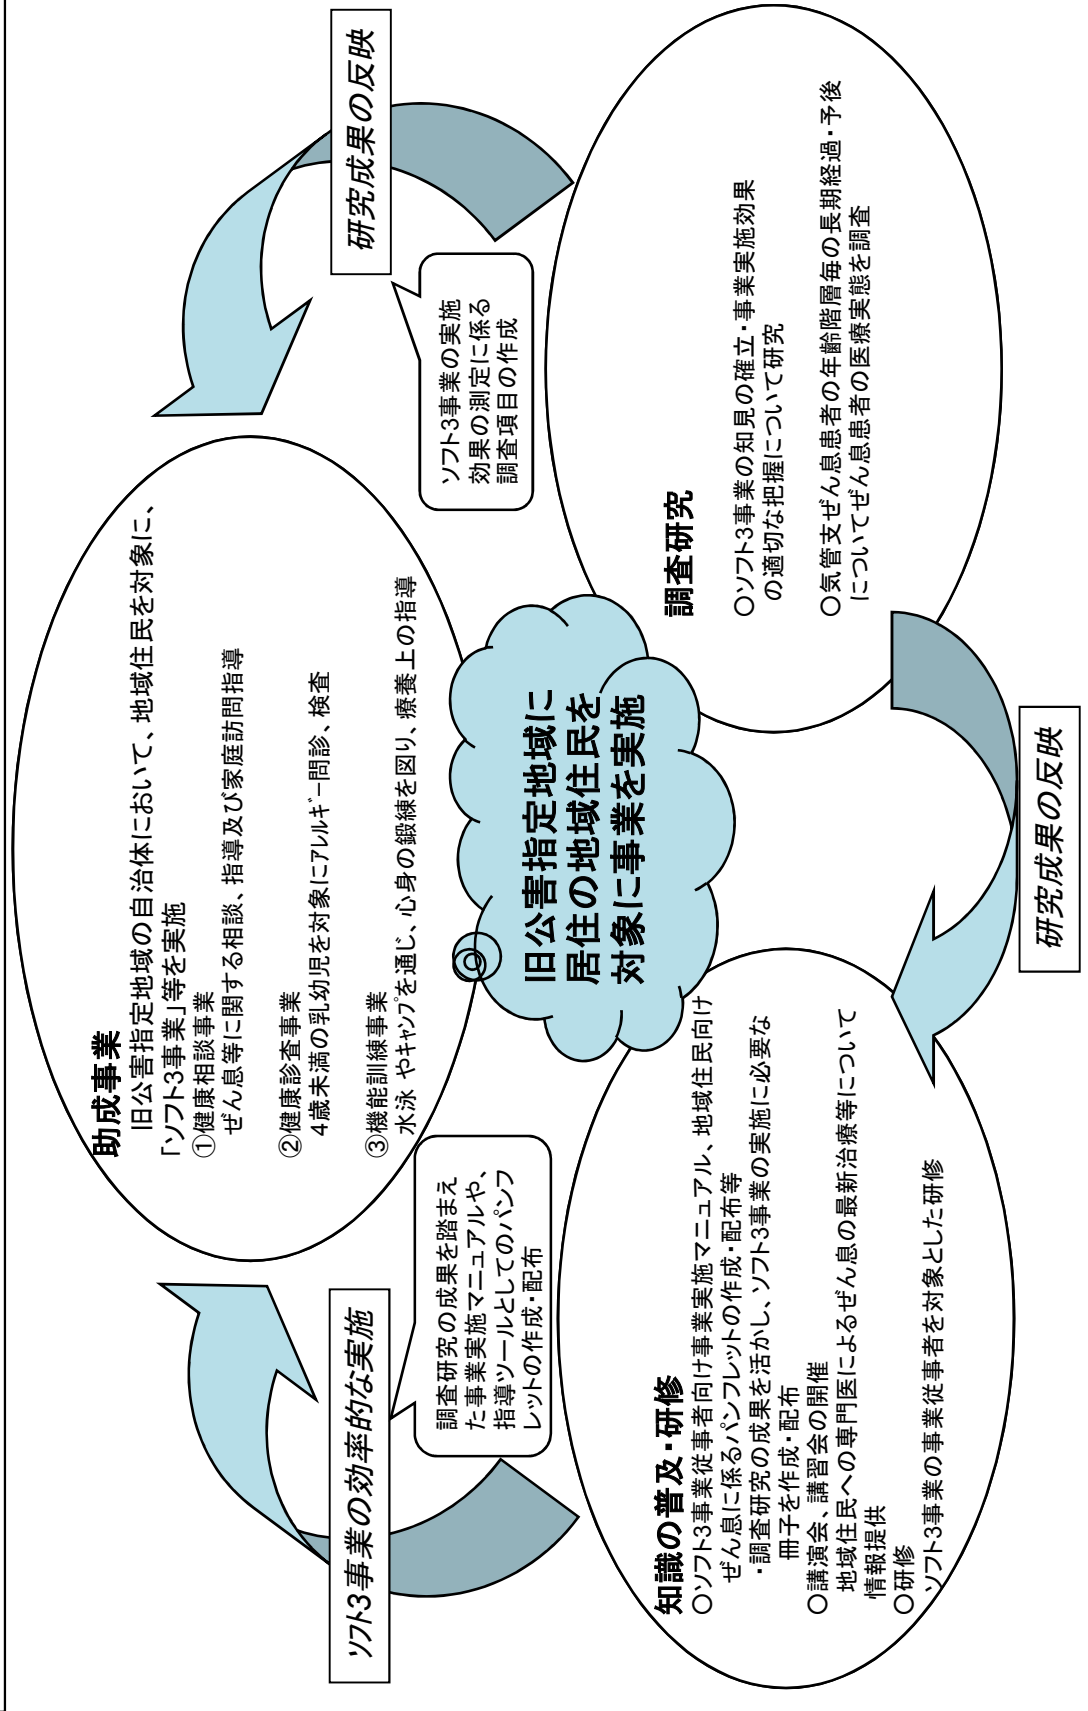 助成事業
旧公害指定地域の自治体において、地域住民を対象に、
「ソフト3事業」等を実施
①健康相談事業
ぜん息等に関する相談、指導及び家庭訪問指導
②健康診査事業
4歳未満の乳幼児を対象にアレルギー問診、検査
③機能訓練事業
水泳 やキャンプを通じ、心身の鍛練を図り、療養上の指導
ソフト3事業の効率的な実施
調査研究の成果を踏まえ
た事業実施マニュアルや、
指導ツールとしてのパンフ
レットの作成・配布
研究成果の反映
ソフト3事業の実施
効果の測定に係る
調査項目の作成
旧公害指定地域に
居住の地域住民を
対象に事業を実施
知識の普及・研修
○ソフト3事業従事者向け事業実施マニュアル、地域住民向け
ぜん息に係るパンフレットの作成・配布等
・調査研究の成果を活かし、ソフト3事業の実施に必要な
冊子を作成・配布
○講演会、講習会の開催
地域住民への専門医によるぜん息の最新治療等について
情報提供
○研修
ソフト3事業の事業従事者を対象とした研修
調査研究
○ソフト3事業の知見の確立・事業実施効果
の適切な把握について研究
○気管支ぜん息患者の年齢階層毎の長期経過・予後
についてぜん息患者の医療実態を調査
研究成果の反映